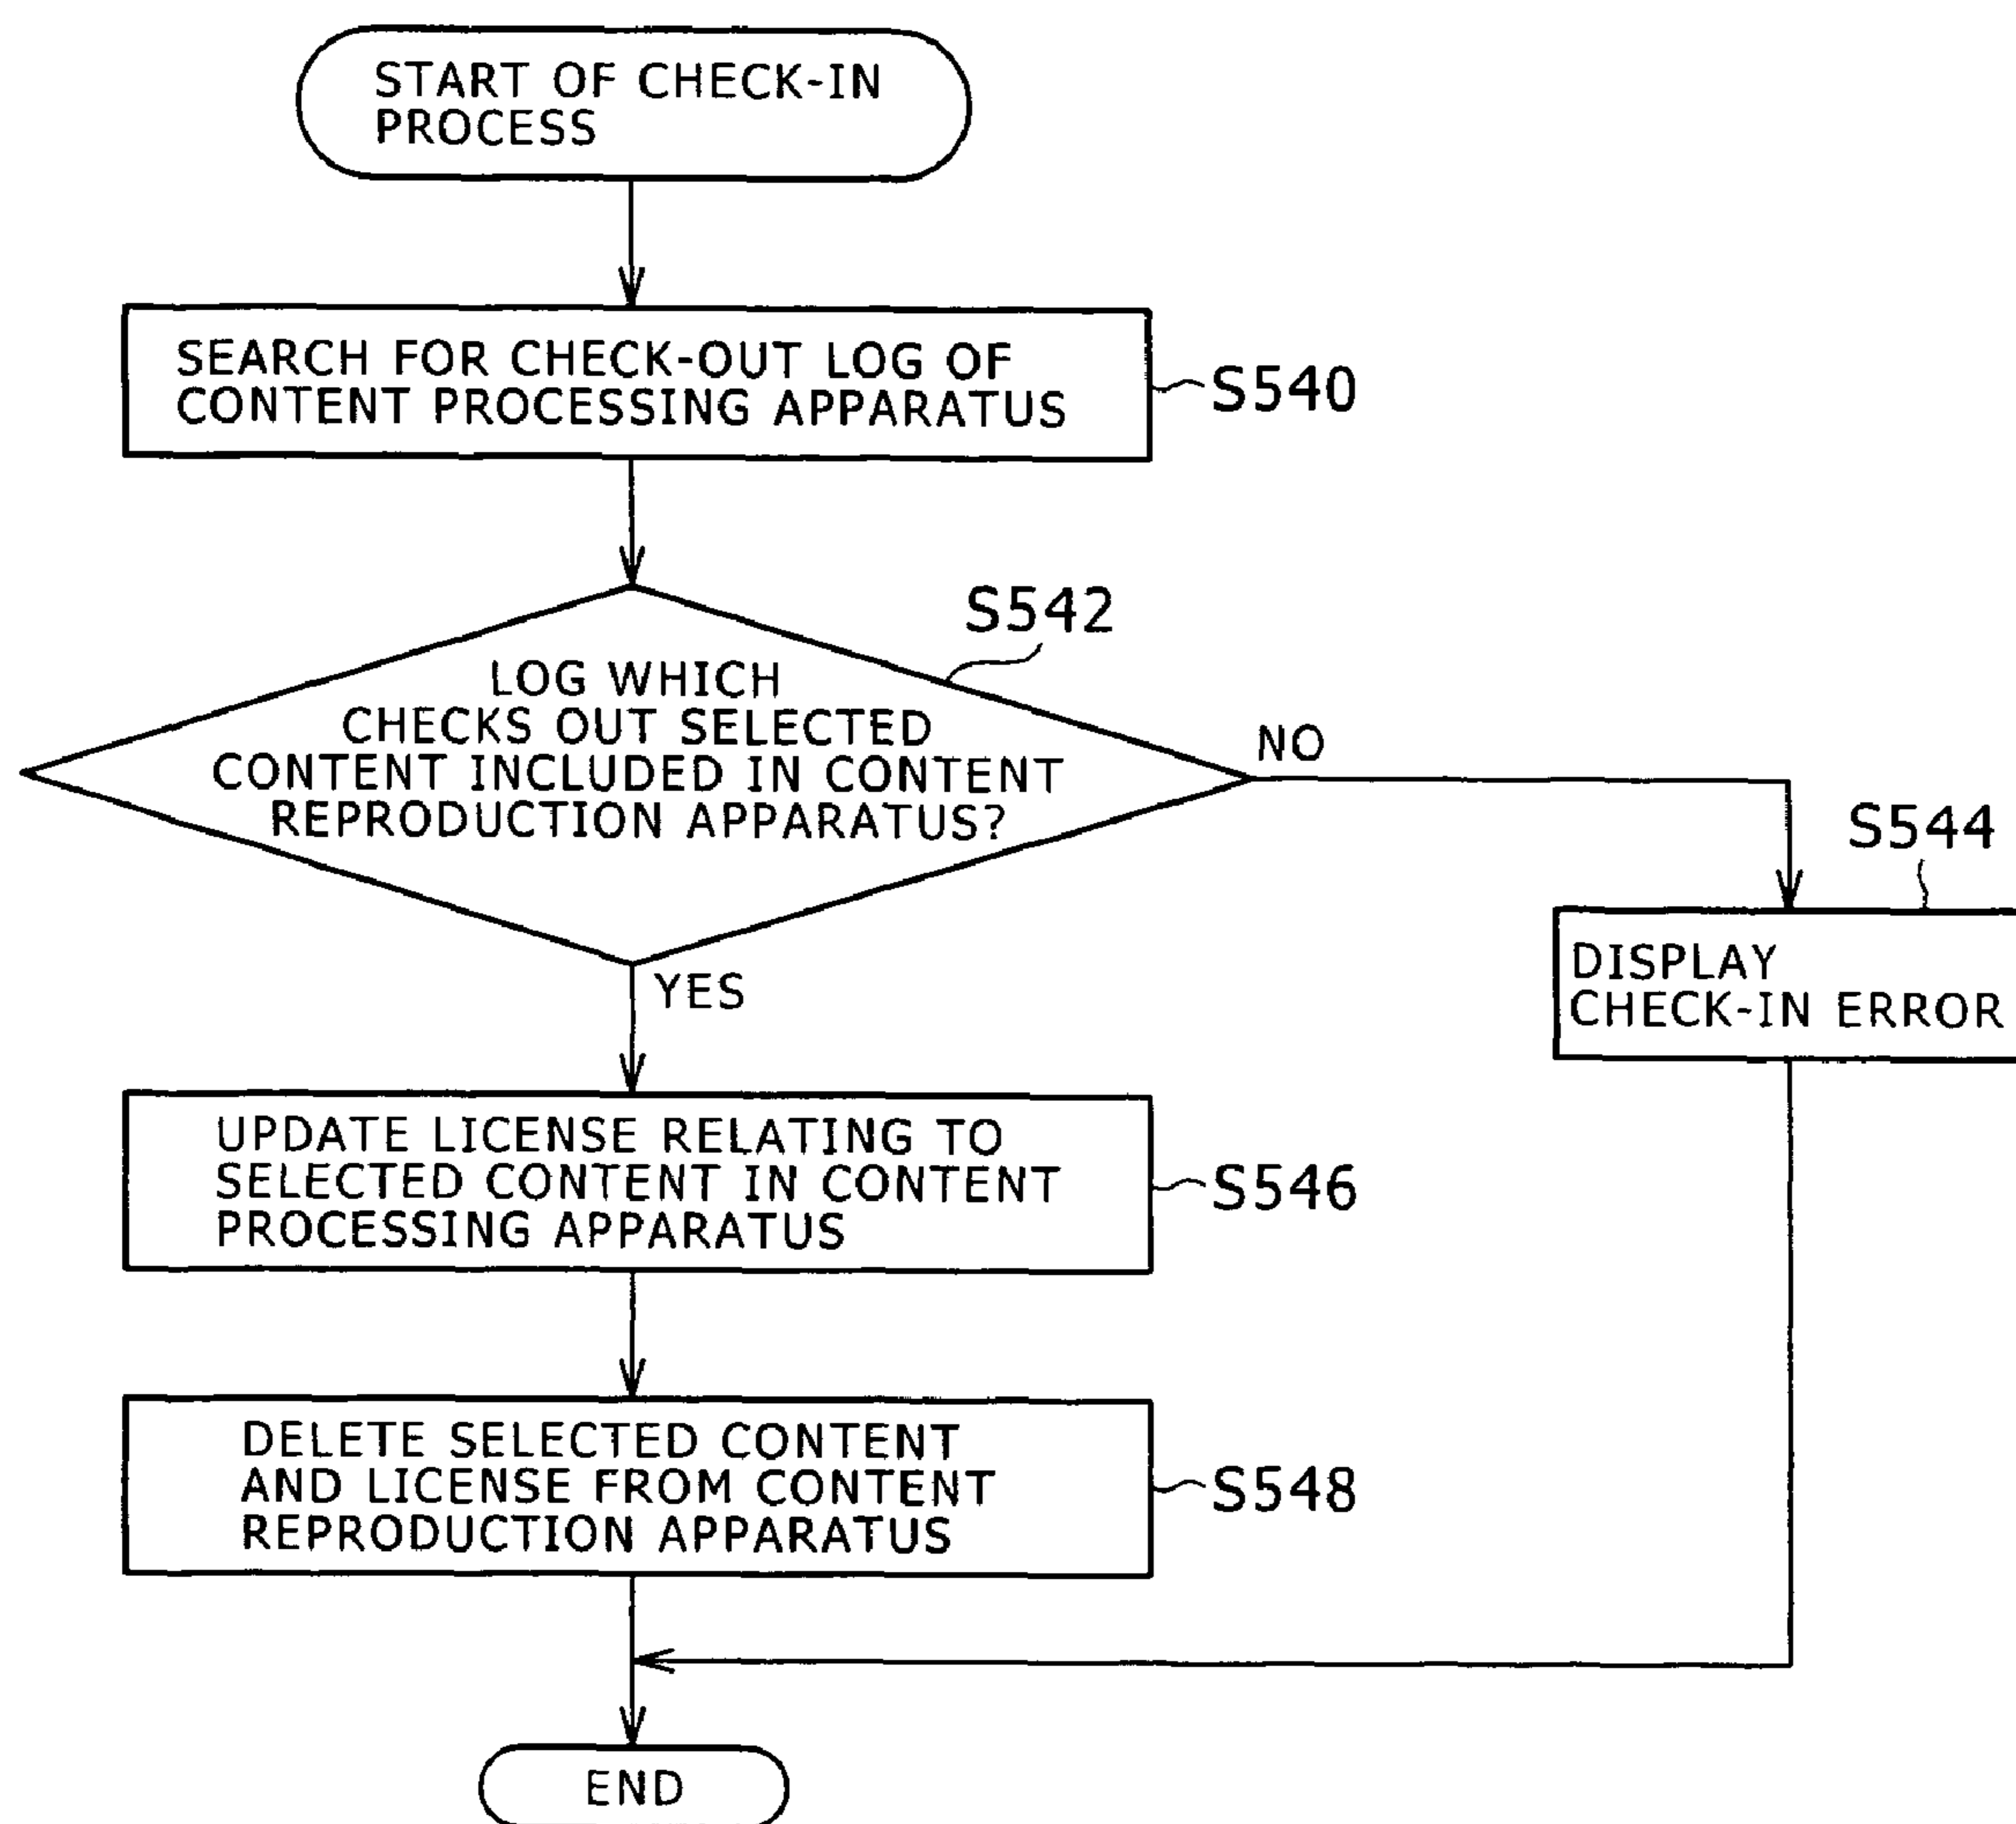 START OF CHECK-IN
PROCESS
SEARCH FOR CHECK-OUT LOG OF
CONTENT PROCESSING APPARATUS
S540
S542
LOG WHICH
CHECKS OUT SELECTED
CONTENT INCLUDED IN CONTENT
REPRODUCTION APPARATUS?
NO
S544
DISPLAY
CHECK-IN ERROR
YES
UPDATE LICENSE RELATING TO
SELECTED CONTENT IN CONTENT
PROCESSING APPARATUS
S546
DELETE SELECTED CONTENT
AND LICENSE FROM CONTENT
REPRODUCTION APPARATUS
S548
END